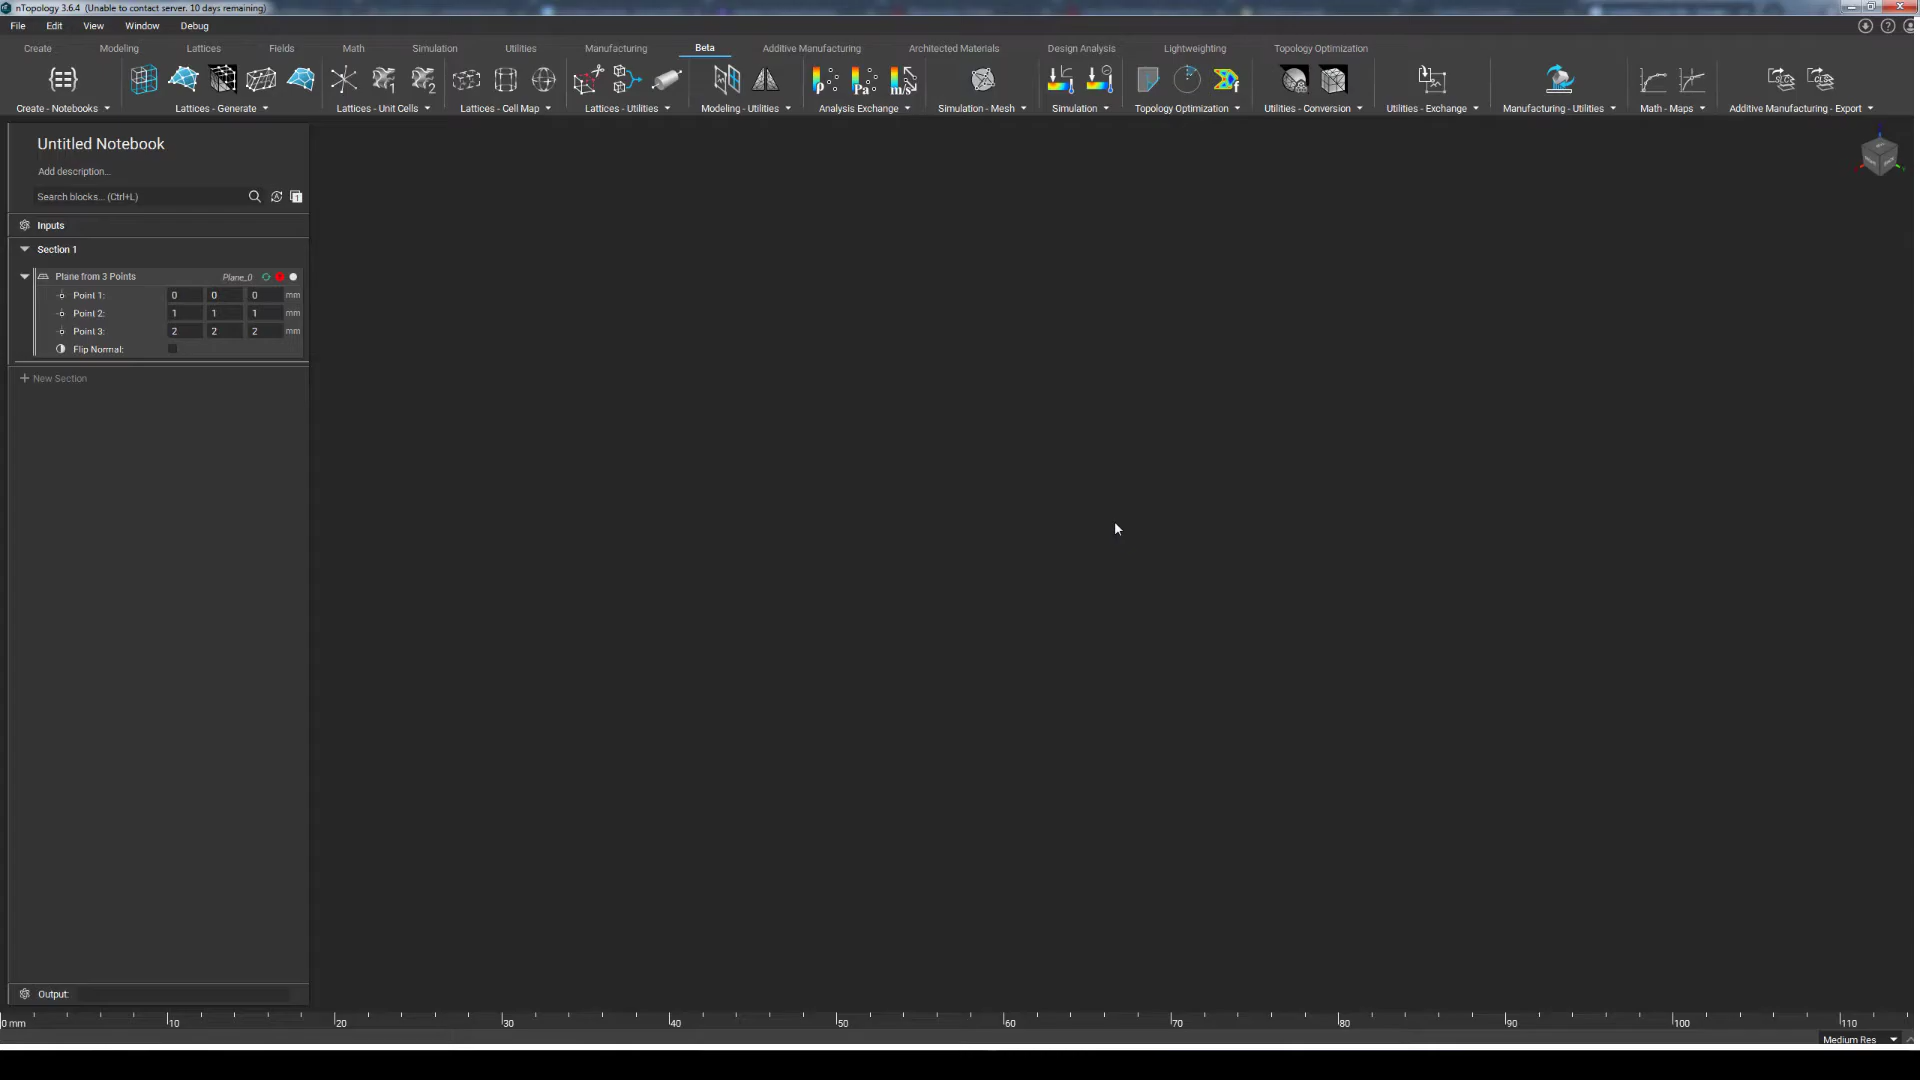 nTopology 3.6.4 (Unable to contact server. 10 days remaining)
File Edit View Window Debug
Create Modeling Lattices Fields Math Simulation Utilities Manufacturing Beta Additive Manufacturing Architected Materials Design Analysis Lightweighting Topology Optimization
1 2 ρ Pa m/s f
Create - Notebooks Lattices - Generate Lattices - Unit Cells Lattices - Cell Map Lattices - Utilities Modeling - Utilities Analysis Exchange Simulation - Mesh Simulation Topology Optimization Utilities - Conversion Utilities - Exchange Manufacturing - Utilities Math - Maps Additive Manufacturing - Export
Untitled Notebook
Add description...
Search blocks... (Ctrl+L)
Inputs
Section 1
Plane from 3 Points Plane_0
Point 1: 0 0 0 mm
Point 2: 1 1 1 mm
Point 3: 2 2 2 mm
Flip Normal:
+ New Section
Output:
0 mm 10 20 30 40 50 60 70 80 90 100 110
Medium Res